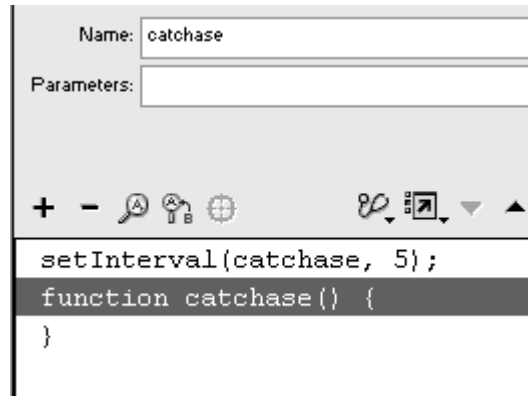 Name: catchase
Parameters:
setInterval(catchase, 5);
function catchase() {
}